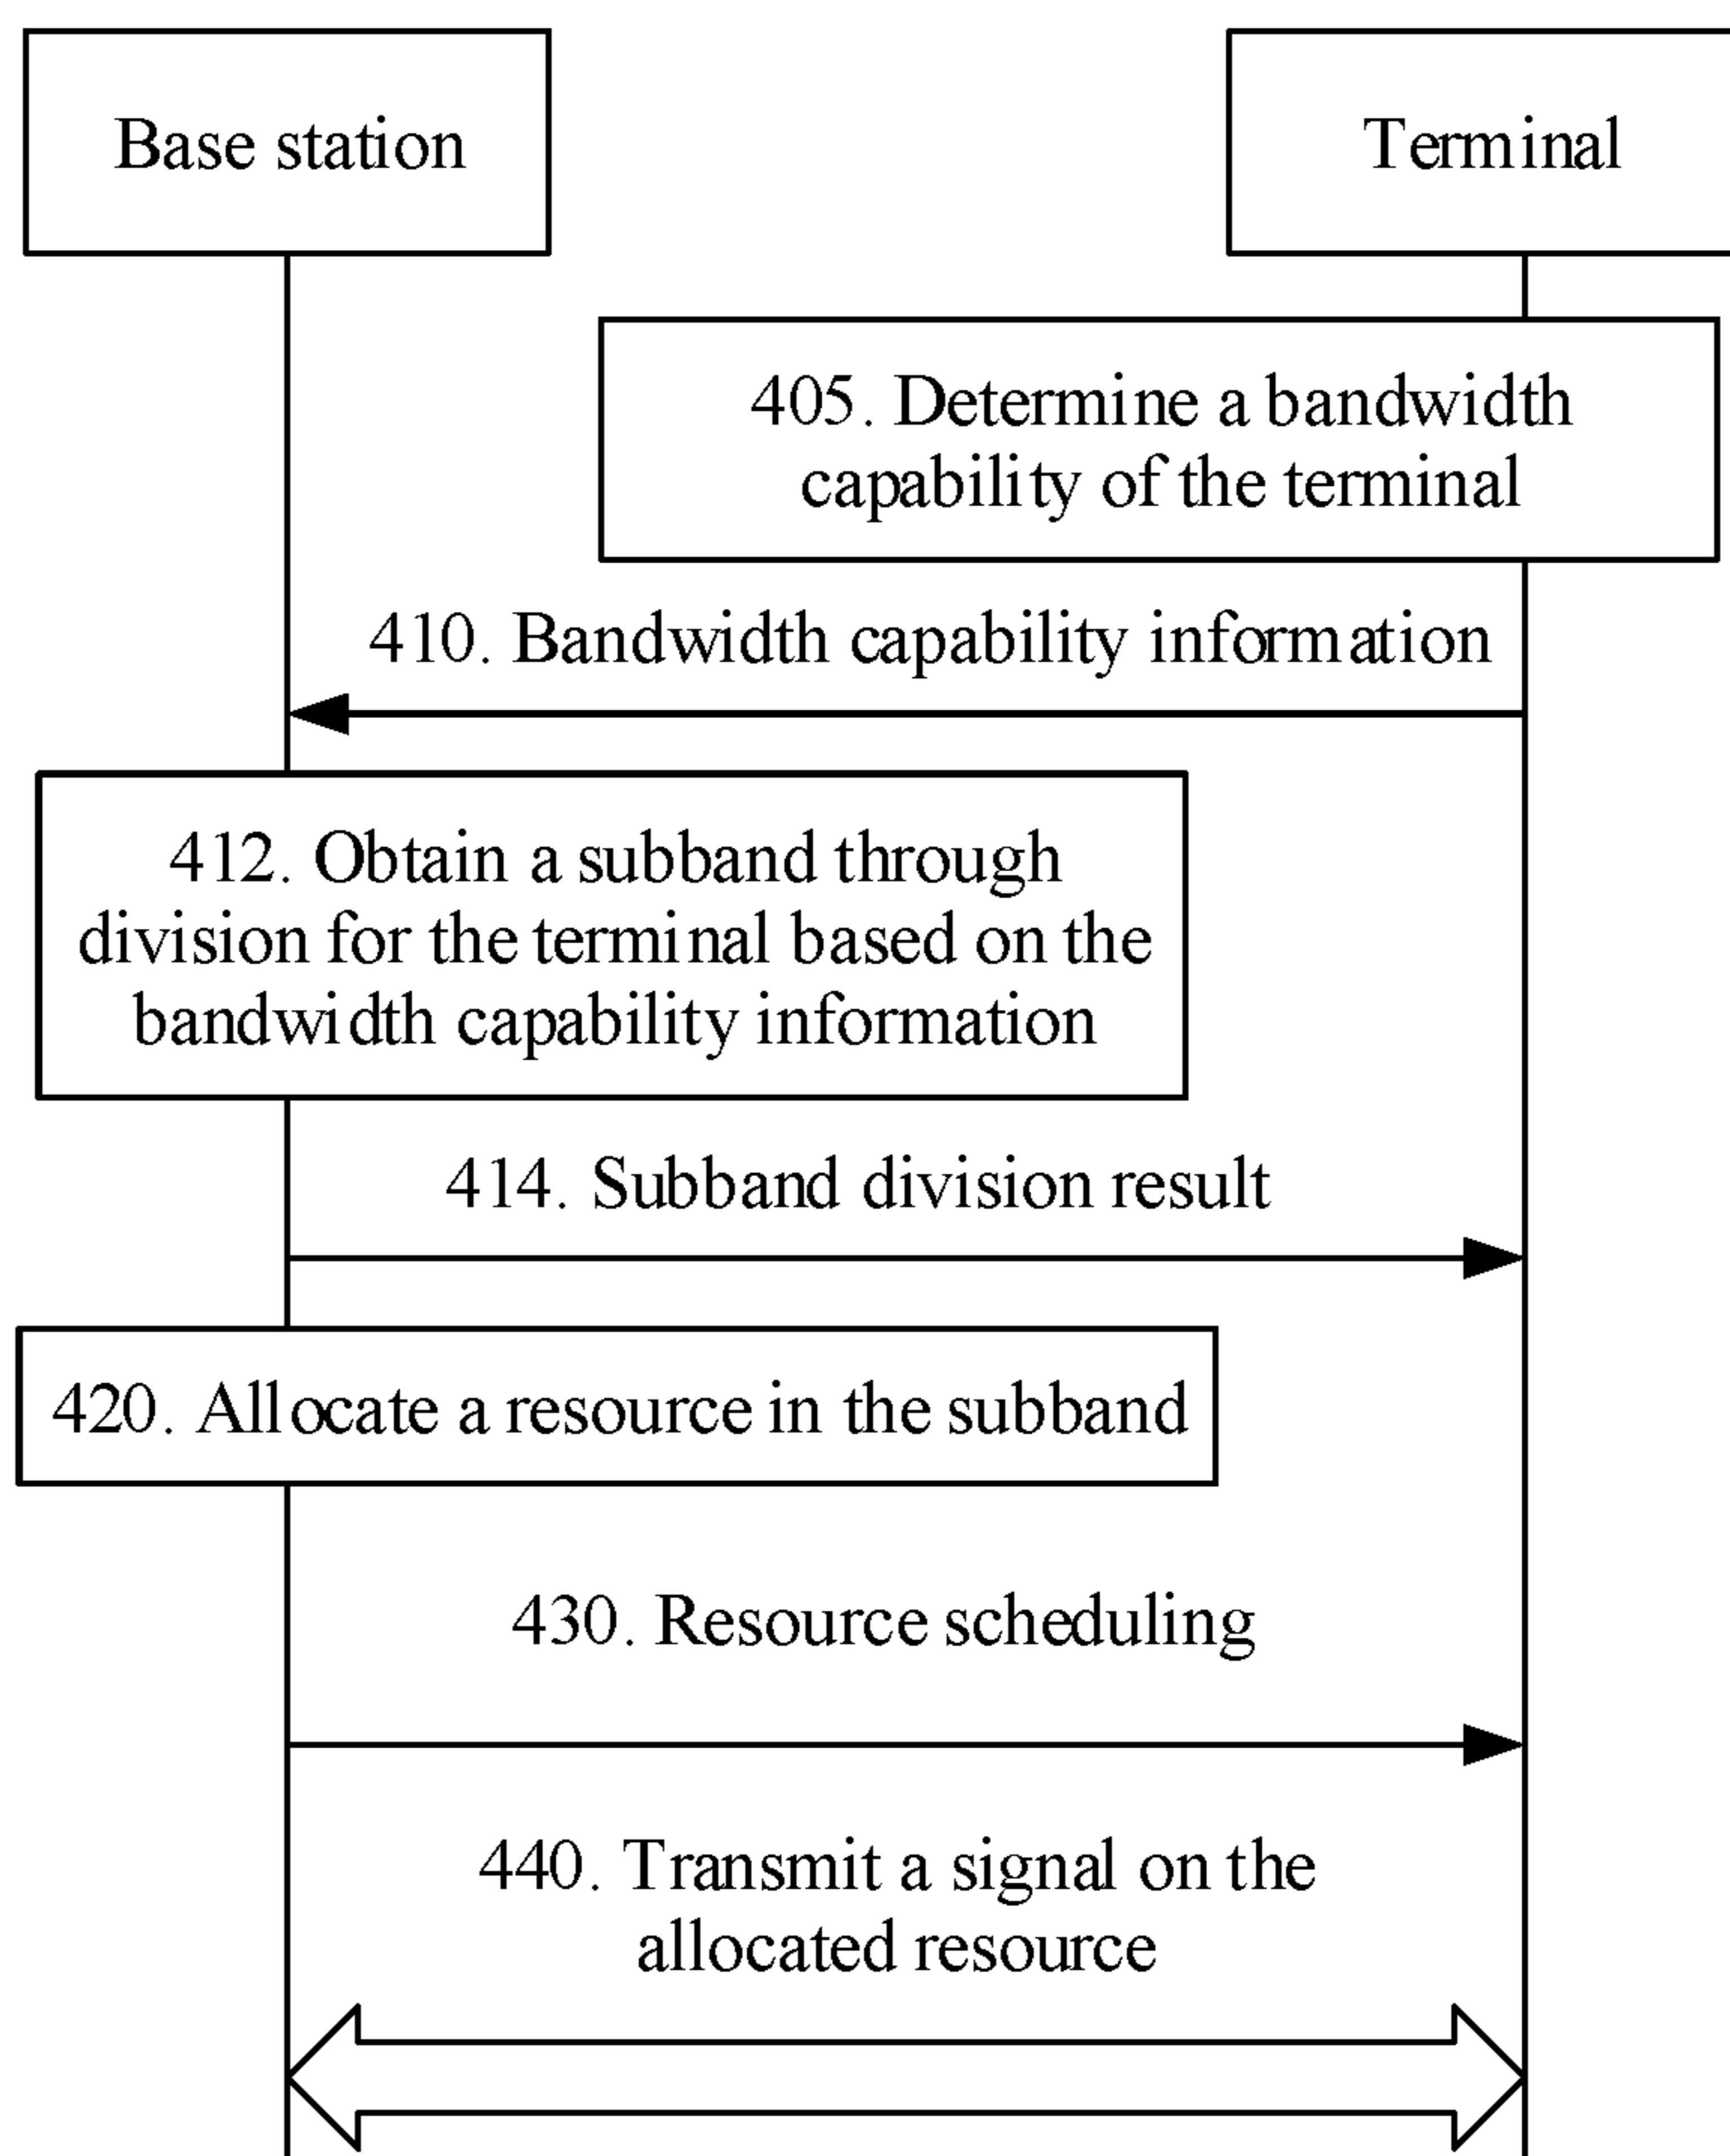 Base station
Terminal
405. Determine a bandwidth
capability of the terminal
410. Bandwidth capability information
412. Obtain a subband through
division for the terminal based on the
bandwidth capability information
414. Subband division result
420. Allocate a resource in the subband
430. Resource scheduling
440. Transmit a signal on the
allocated resource